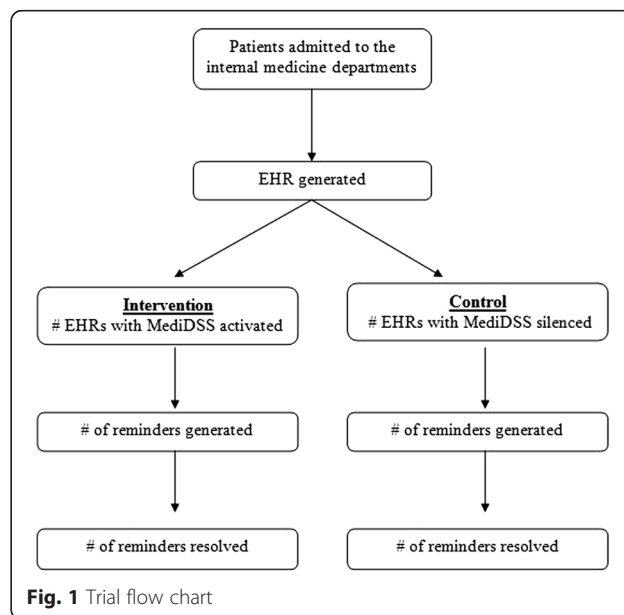 Patients admitted to the
internal medicine departments
EHR generated
Intervention
# EHRs with MediDSS activated
Control
# EHRs with MediDSS silenced
# of reminders generated
# of reminders generated
# of reminders resolved
# of reminders resolved
Fig. 1 Trial flow chart